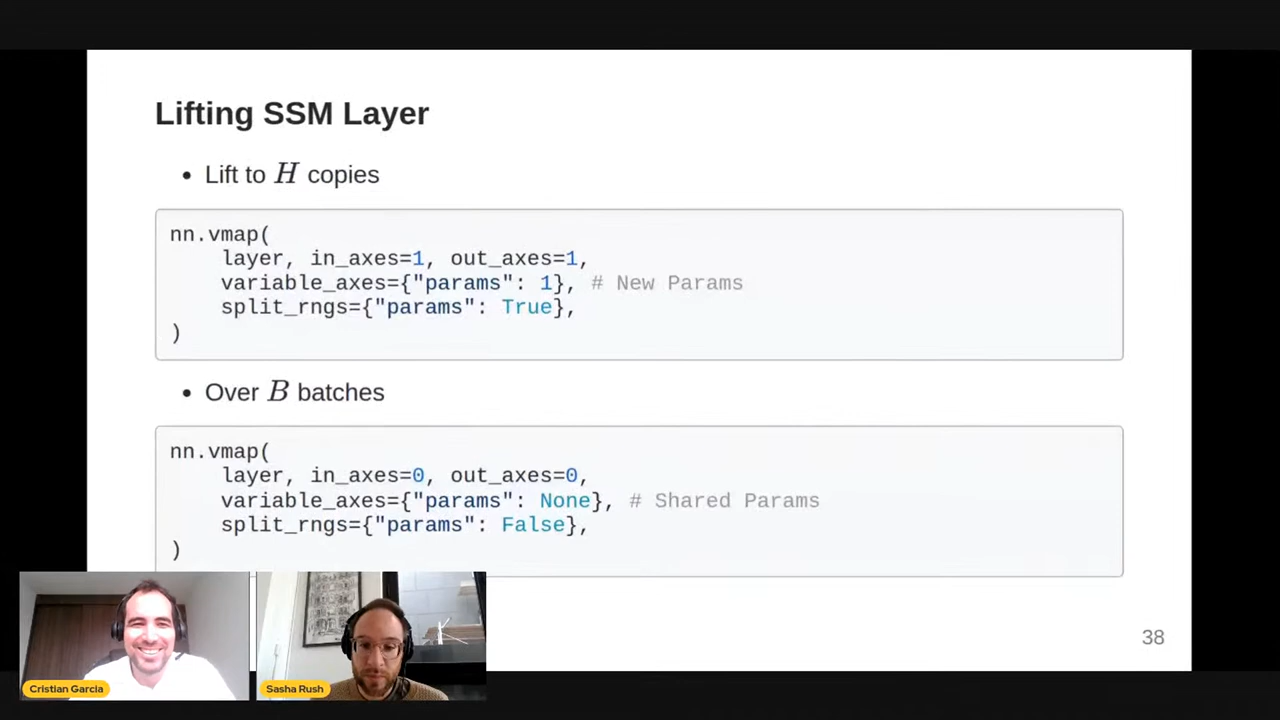 Lifting SSM Layer
• Lift to H copies
nn.vmap(
    layer, in_axes=1, out_axes=1,
    variable_axes={"params": 1}, # New Params
    split_rngs={"params": True},
)
• Over B batches
nn.vmap(
    layer, in_axes=0, out_axes=0,
    variable_axes={"params": None}, # Shared Params
    split_rngs={"params": False},
)
38
Cristian Garcia
Sasha Rush